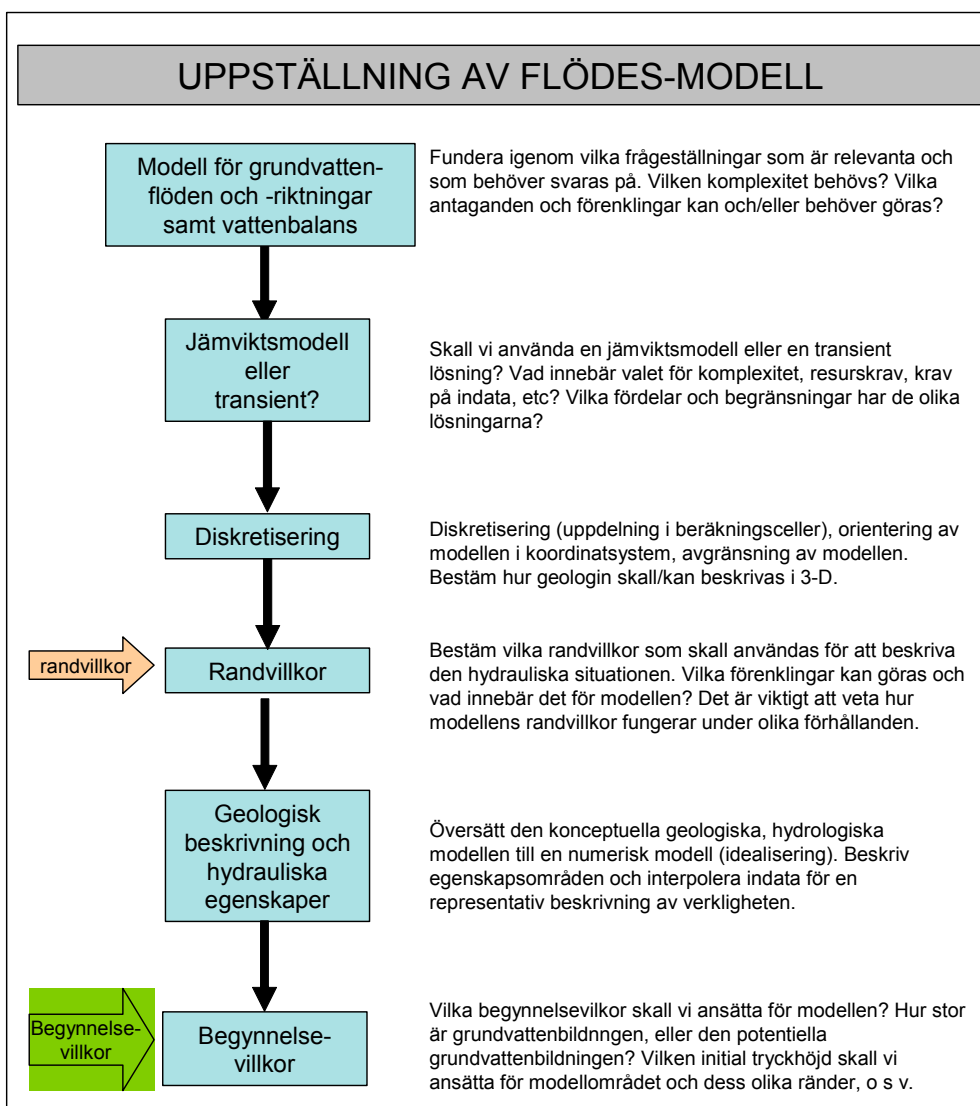 UPPSTÄLLNING AV FLÖDES-MODELL
Modell för grundvatten-
flöden och -riktningar
samt vattenbalans
Fundera igenom vilka frågeställningar som är relevanta och
som behöver svaras på. Vilken komplexitet behövs? Vilka
antaganden och förenklingar kan och/eller behöver göras?
Jämviktsmodell
eller
transient?
Skall vi använda en jämviktsmodell eller en transient
lösning? Vad innebär valet för komplexitet, resurskrav, krav
på indata, etc? Vilka fördelar och begränsningar har de olika
lösningarna?
Diskretisering
Diskretisering (uppdelning i beräkningsceller), orientering av
modellen i koordinatsystem, avgränsning av modellen.
Bestäm hur geologin skall/kan beskrivas i 3-D.
randvillkor
Randvillkor
Bestäm vilka randvillkor som skall användas för att beskriva
den hydrauliska situationen. Vilka förenklingar kan göras och
vad innebär det för modellen? Det är viktigt att veta hur
modellens randvillkor fungerar under olika förhållanden.
Geologisk
beskrivning och
hydrauliska
egenskaper
Översätt den konceptuella geologiska, hydrologiska
modellen till en numerisk modell (idealisering). Beskriv
egenskapsområden och interpolera indata för en
representativ beskrivning av verkligheten.
Begynnelse-
villkor
Begynnelse-
villkor
Vilka begynnelsevilkor skall vi ansätta för modellen? Hur stor
är grundvattenbildnngen, eller den potentiella
grundvattenbildningen? Vilken initial tryckhöjd skall vi
ansätta för modellområdet och dess olika ränder, o s v.